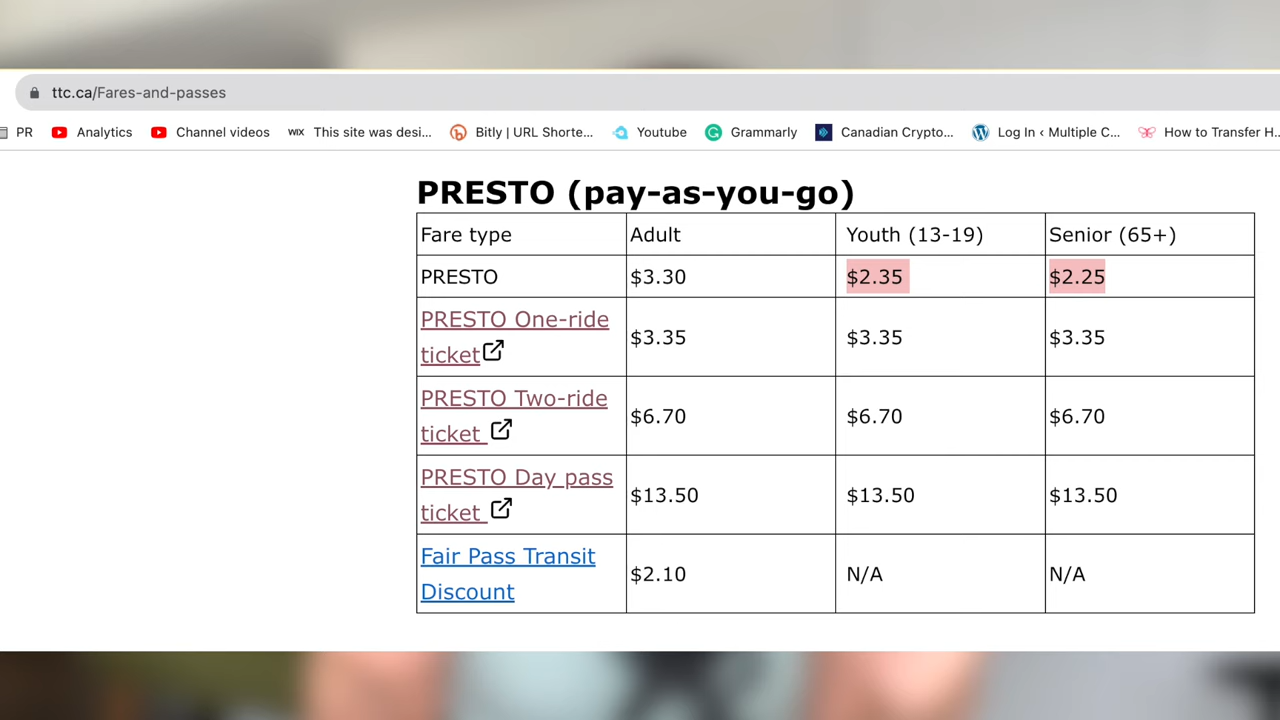 ttc.ca/Fares-and-passes
PR Analytics Channel videos WIX This site was desi... Bitly | URL Shorte... Youtube Grammarly Canadian Crypto... Log In ‹ Multiple C... How to Transfer H...
PRESTO (pay-as-you-go)
Fare type Adult Youth (13-19) Senior (65+)
PRESTO $3.30 $2.35 $2.25
PRESTO One-ride
ticket $3.35 $3.35 $3.35
PRESTO Two-ride
ticket $6.70 $6.70 $6.70
PRESTO Day pass
ticket $13.50 $13.50 $13.50
Fair Pass Transit
Discount $2.10 N/A N/A